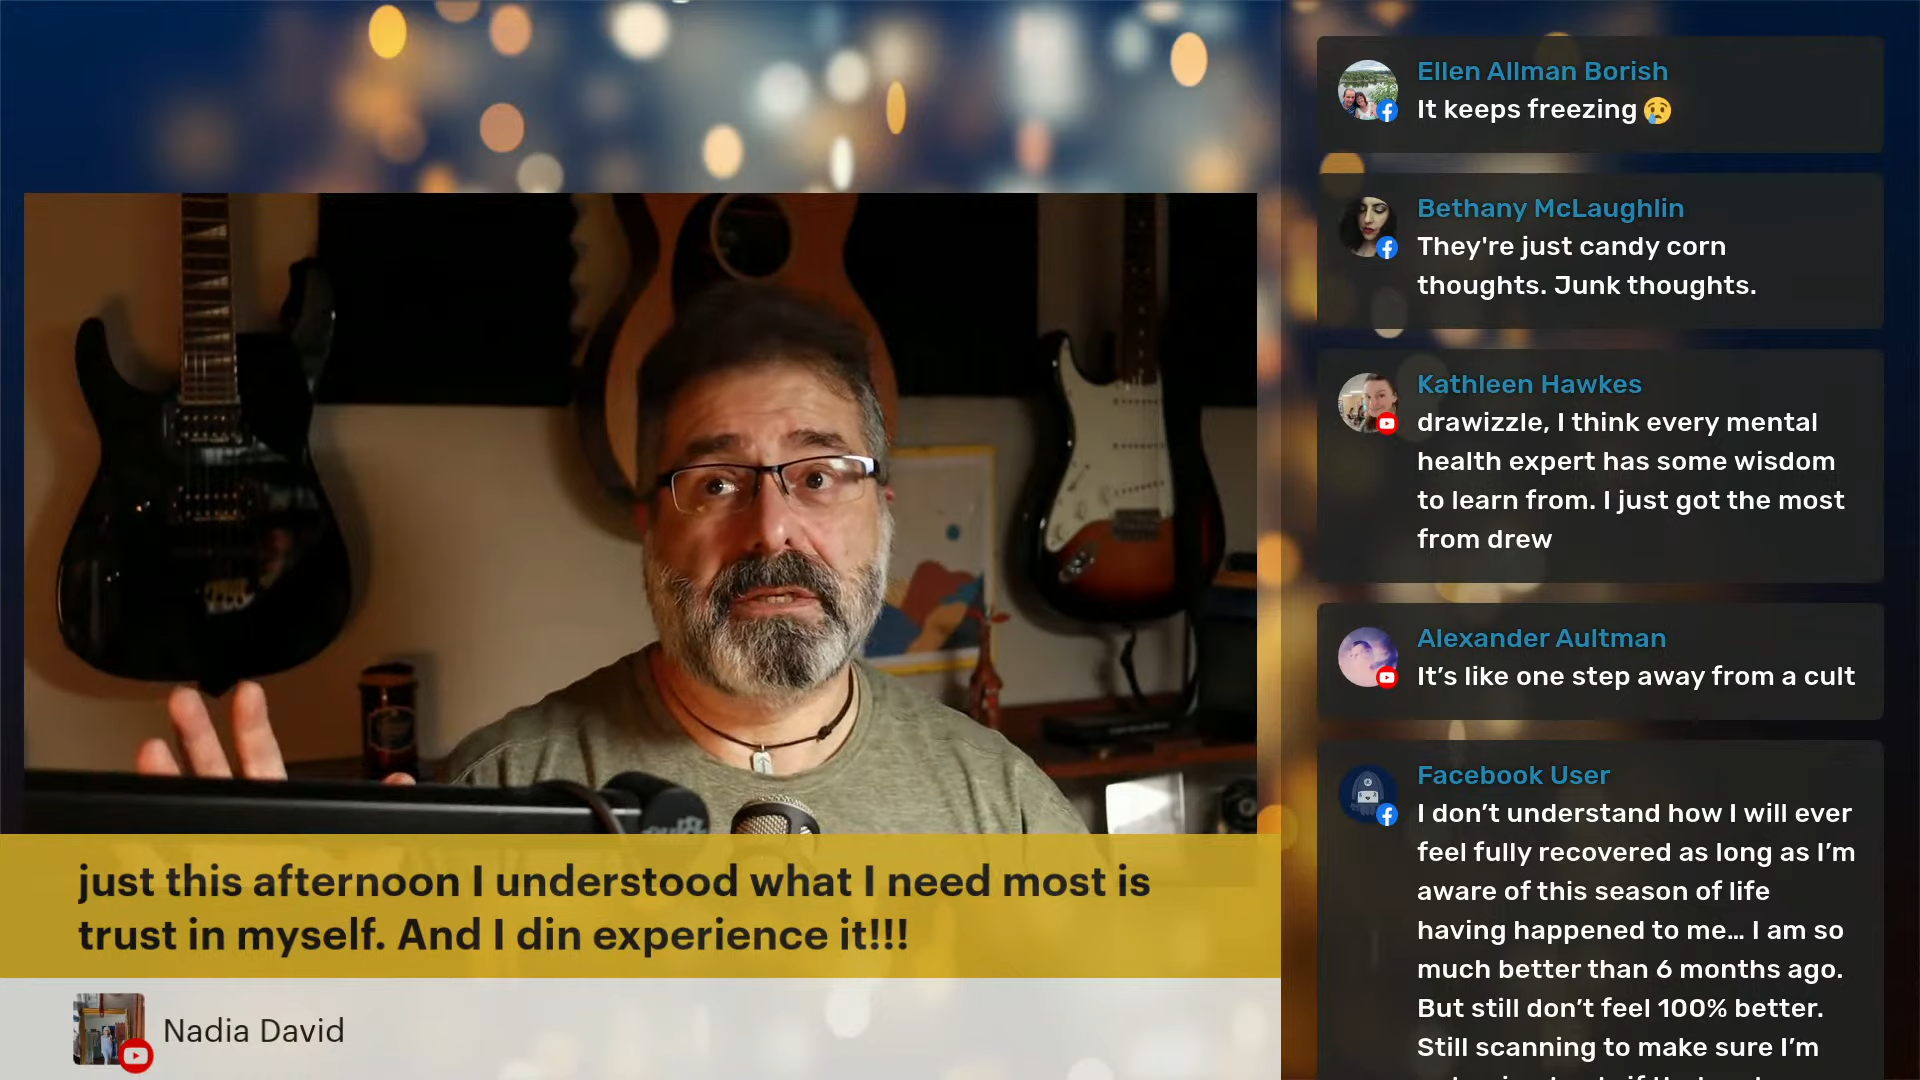 just this afternoon I understood what I need most is
trust in myself. And I din experience it!!!
Nadia David
Ellen Allman Borish
It keeps freezing 😢
Bethany McLaughlin
They're just candy corn
thoughts. Junk thoughts.
Kathleen Hawkes
drawizzle, I think every mental
health expert has some wisdom
to learn from. I just got the most
from drew
Alexander Aultman
It’s like one step away from a cult
Facebook User
I don’t understand how I will ever
feel fully recovered as long as I’m
aware of this season of life
having happened to me... I am so
much better than 6 months ago.
But still don’t feel 100% better.
Still scanning to make sure I’m